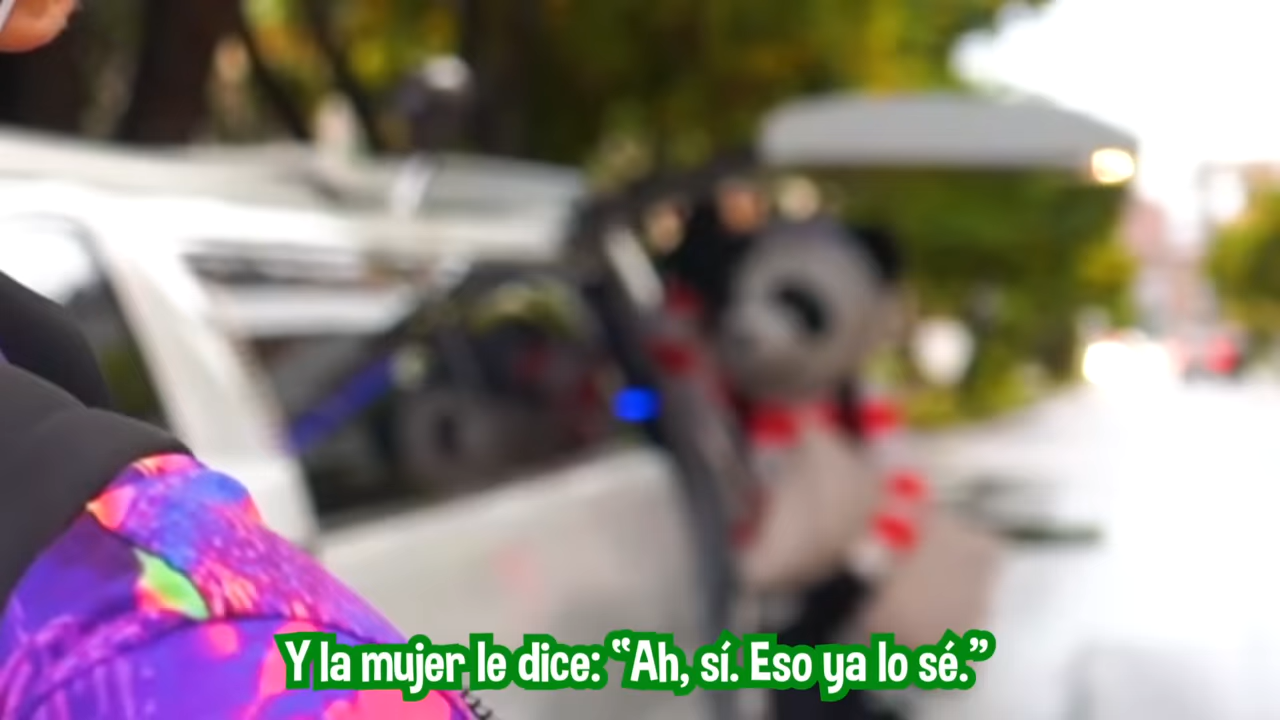 Y la mujer le dice: “Ah, sí. Eso ya lo sé.”